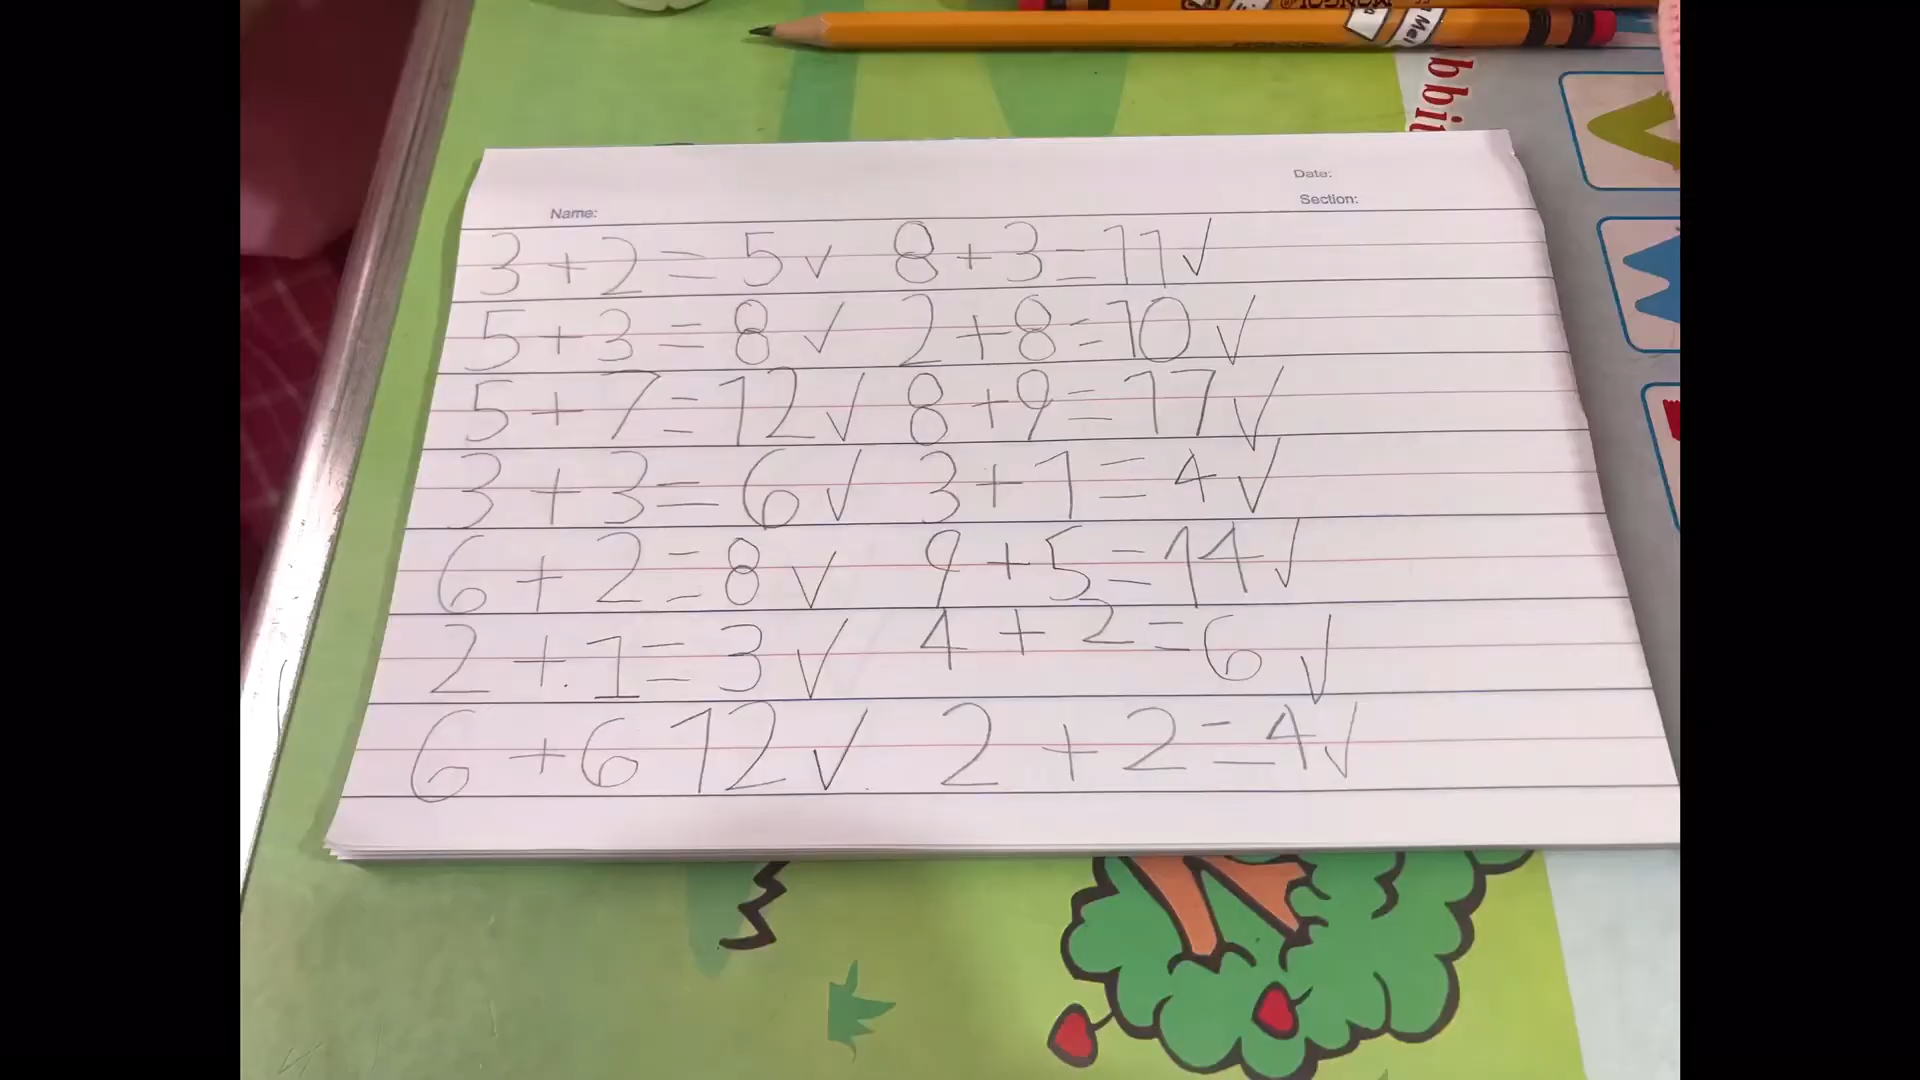 Mel
bbi
Date:
Section:
Name:
3+2=5✓ 8+3=11✓
5+3=8✓ 2+8=10✓
5+7=12✓ 8+9=17✓
3+3=6✓ 3+1=4✓
6+2=8✓ 9+5=14✓
2+1=3✓ 4+2=6✓
6+6 12✓ 2+2=4✓